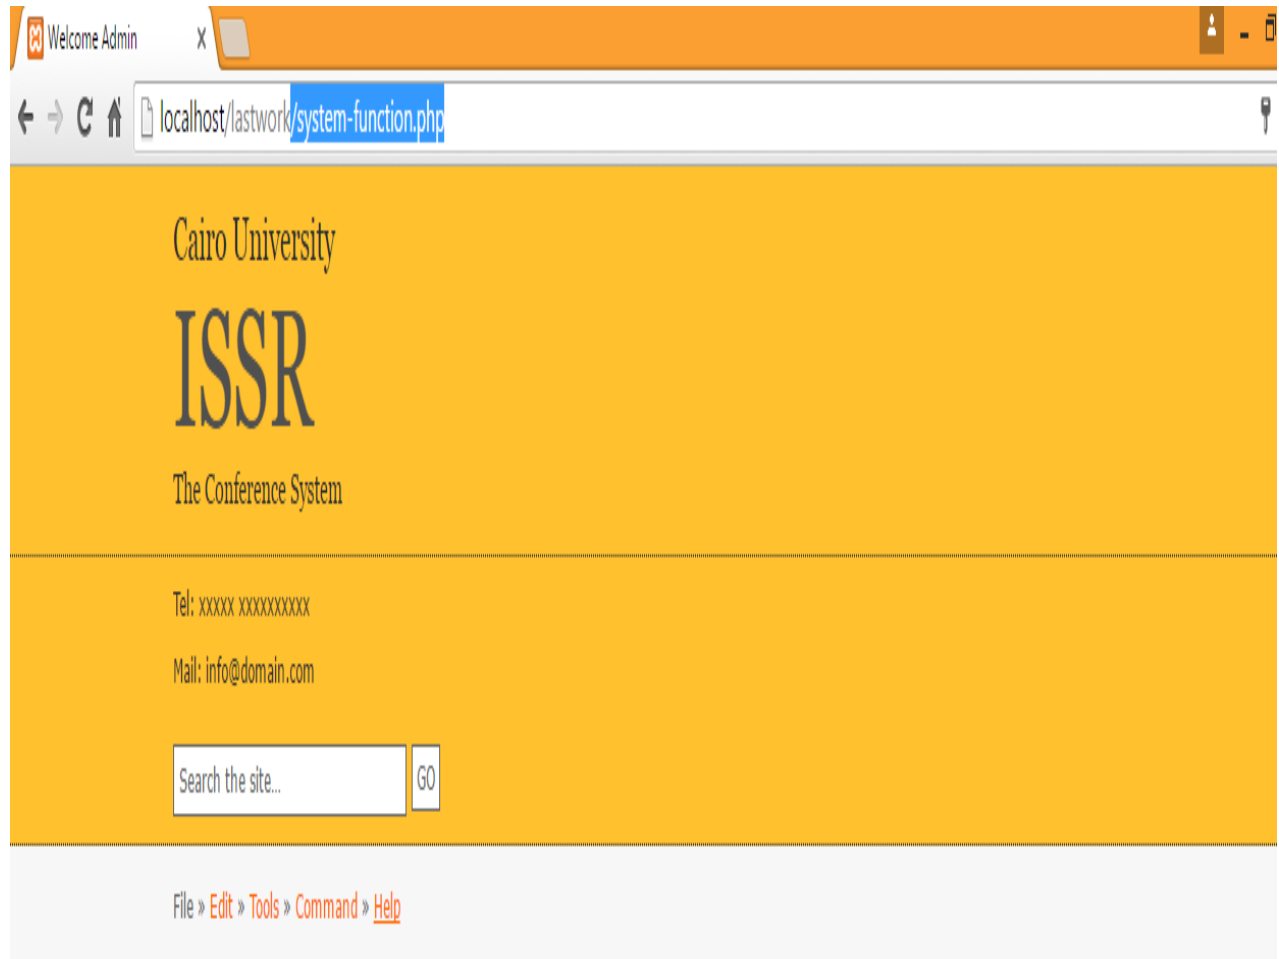 Welcome Admin
localhost/lastwork/system-function.php
Cairo University
ISSR
The Conference System
Tel: xxxxx xxxxxxxxxx
Mail: info@domain.com
Search the site... GO
File » Edit » Tools » Command » Help